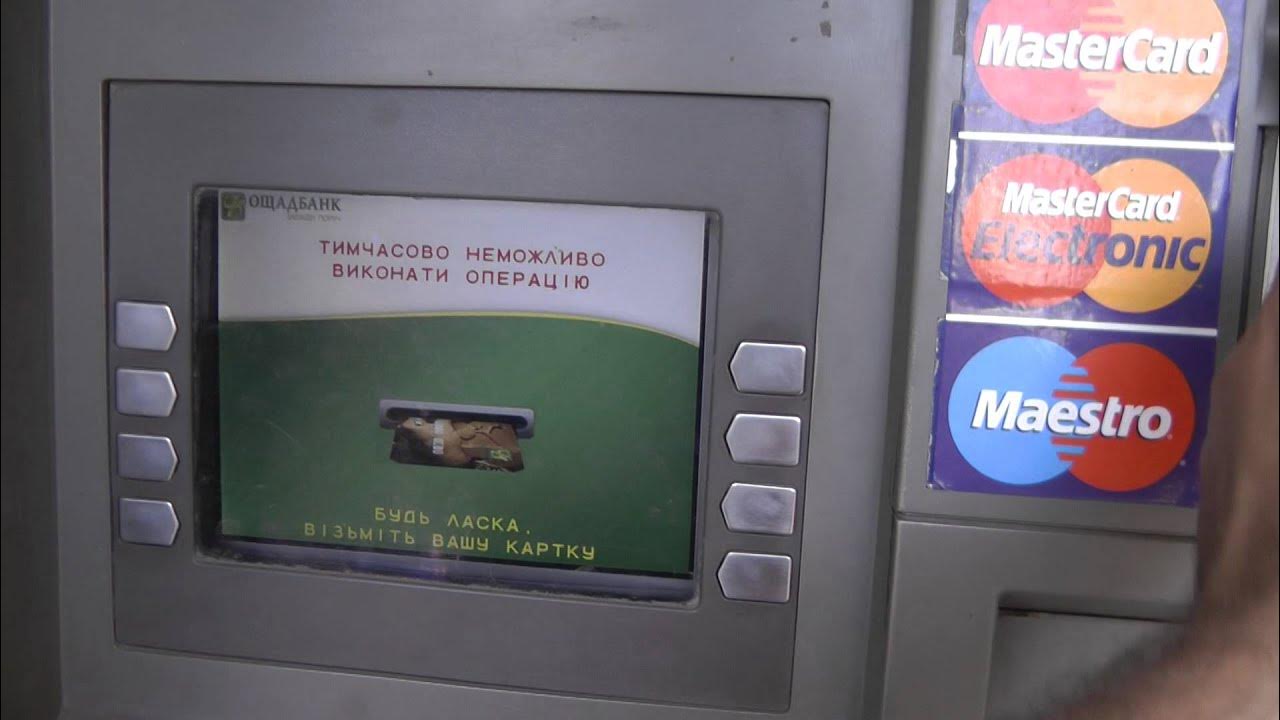 ОЩАДБАНК
ТИМЧАСОВО НЕМОЖЛИВО
ВИКОНАТИ ОПЕРАЦІЮ
БУДЬ ЛАСКА,
ВІЗЬМІТЬ ВАШУ КАРТКУ
MasterCard
MasterCard
Electronic
Maestro